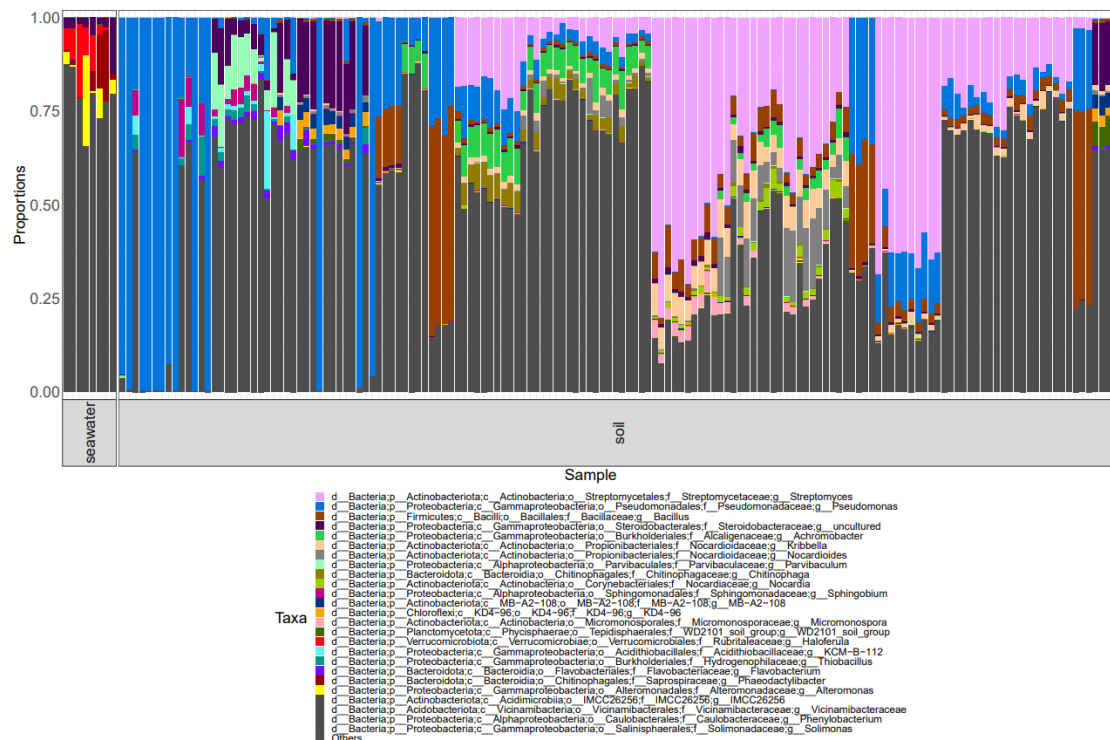 1.00
0.75
0.50
0.25
0.00
Proportions
seawater
soil
Sample
Taxa
d__Bacteria;p__Actinobacteriota;c__Actinobacteria;o__Streptomycetales;f__Streptomycetaceae;g__Streptomyces
d__Bacteria;p__Proteobacteria;c__Gammaproteobacteria;o__Pseudomonadales;f__Pseudomonadaceae;g__Pseudomonas
d__Bacteria;p__Firmicutes;c__Bacilli;o__Bacillales;f__Bacillaceae;g__Bacillus
d__Bacteria;p__Proteobacteria;c__Gammaproteobacteria;o__Steroidobacterales;f__Steroidobacteraceae;g__uncultured
d__Bacteria;p__Proteobacteria;c__Gammaproteobacteria;o__Burkholderiales;f__Alcaligenaceae;g__Achromobacter
d__Bacteria;p__Actinobacteriota;c__Actinobacteria;o__Propionibacteriales;f__Nocardioidaceae;g__Kribbella
d__Bacteria;p__Actinobacteriota;c__Actinobacteria;o__Propionibacteriales;f__Nocardioidaceae;g__Nocardioides
d__Bacteria;p__Proteobacteria;c__Alphaproteobacteria;o__Parvibaculales;f__Parvibaculaceae;g__Parvibaculum
d__Bacteria;p__Bacteroidota;c__Bacteroidia;o__Chitinophagales;f__Chitinophagaceae;g__Chitinophaga
d__Bacteria;p__Actinobacteriota;c__Actinobacteria;o__Corynebacteriales;f__Nocardiaceae;g__Nocardia
d__Bacteria;p__Proteobacteria;c__Alphaproteobacteria;o__Sphingomonadales;f__Sphingomonadaceae;g__Sphingobium
d__Bacteria;p__Actinobacteriota;c__MB−A2−108;o__MB−A2−108;f__MB−A2−108;g__MB−A2−108
d__Bacteria;p__Chloroflexi;c__KD4−96;o__KD4−96;f__KD4−96;g__KD4−96
d__Bacteria;p__Actinobacteriota;c__Actinobacteria;o__Micromonosporales;f__Micromonosporaceae;g__Micromonospora
d__Bacteria;p__Planctomycetota;c__Phycisphaerae;o__Tepidisphaerales;f__WD2101_soil_group;g__WD2101_soil_group
d__Bacteria;p__Verrucomicrobiota;c__Verrucomicrobiae;o__Verrucomicrobiales;f__Rubritaleaceae;g__Haloferula
d__Bacteria;p__Proteobacteria;c__Gammaproteobacteria;o__Acidithiobacillales;f__Acidithiobacillaceae;g__KCM−B−112
d__Bacteria;p__Proteobacteria;c__Gammaproteobacteria;o__Burkholderiales;f__Hydrogenophilaceae;g__Thiobacillus
d__Bacteria;p__Bacteroidota;c__Bacteroidia;o__Flavobacteriales;f__Flavobacteriaceae;g__Flavobacterium
d__Bacteria;p__Bacteroidota;c__Bacteroidia;o__Chitinophagales;f__Saprospiraceae;g__Phaeodactylibacter
d__Bacteria;p__Proteobacteria;c__Gammaproteobacteria;o__Alteromonadales;f__Alteromonadaceae;g__Alteromonas
d__Bacteria;p__Actinobacteriota;c__Acidimicrobiia;o__IMCC26256;f__IMCC26256;g__IMCC26256
d__Bacteria;p__Acidobacteriota;c__Vicinamibacteria;o__Vicinamibacterales;f__Vicinamibacteraceae;g__Vicinamibacteraceae
d__Bacteria;p__Proteobacteria;c__Alphaproteobacteria;o__Caulobacterales;f__Caulobacteraceae;g__Phenylobacterium
d__Bacteria;p__Proteobacteria;c__Gammaproteobacteria;o__Salinisphaerales;f__Solimonadaceae;g__Solimonas
Others